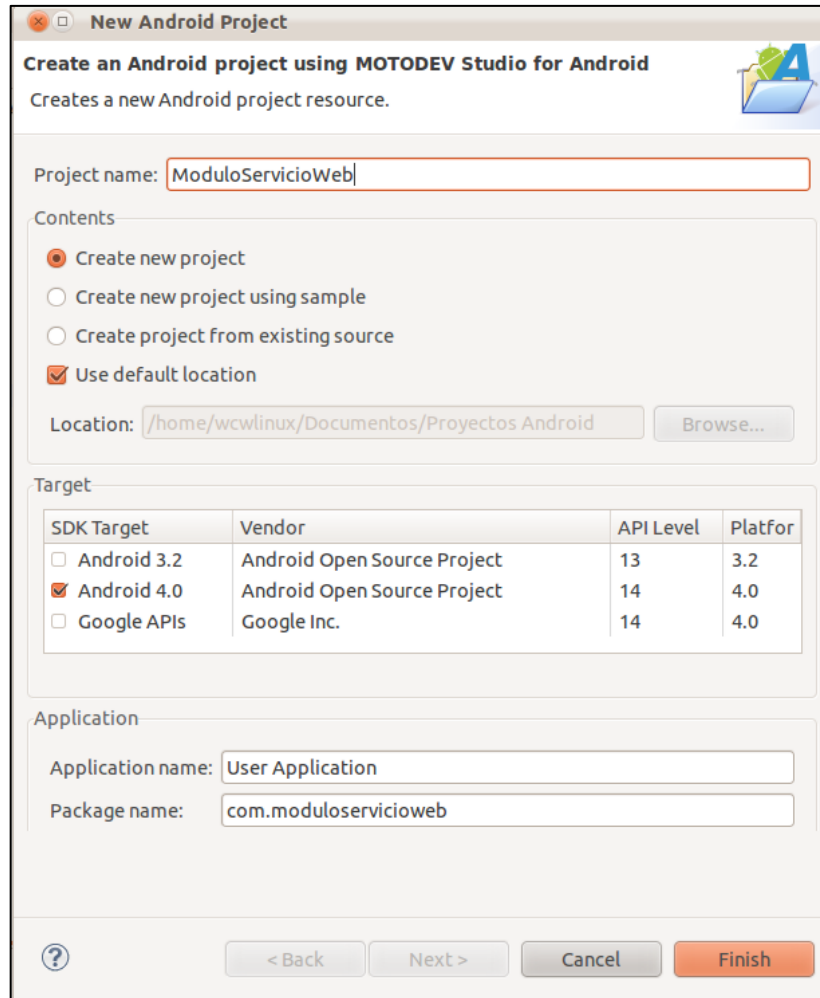 New Android Project
Create an Android project using MOTODEV Studio for Android
Creates a new Android project resource.
Project name: ModuloServicioWeb
Contents
Create new project
Create new project using sample
Create project from existing source
Use default location
Location: /home/wcwlinux/Documentos/Proyectos Android Browse...
Target
SDK Target Vendor API Level Platfor
Android 3.2 Android Open Source Project 13 3.2
Android 4.0 Android Open Source Project 14 4.0
Google APIs Google Inc. 14 4.0
Application
Application name: User Application
Package name: com.moduloservicioweb
? < Back Next > Cancel Finish